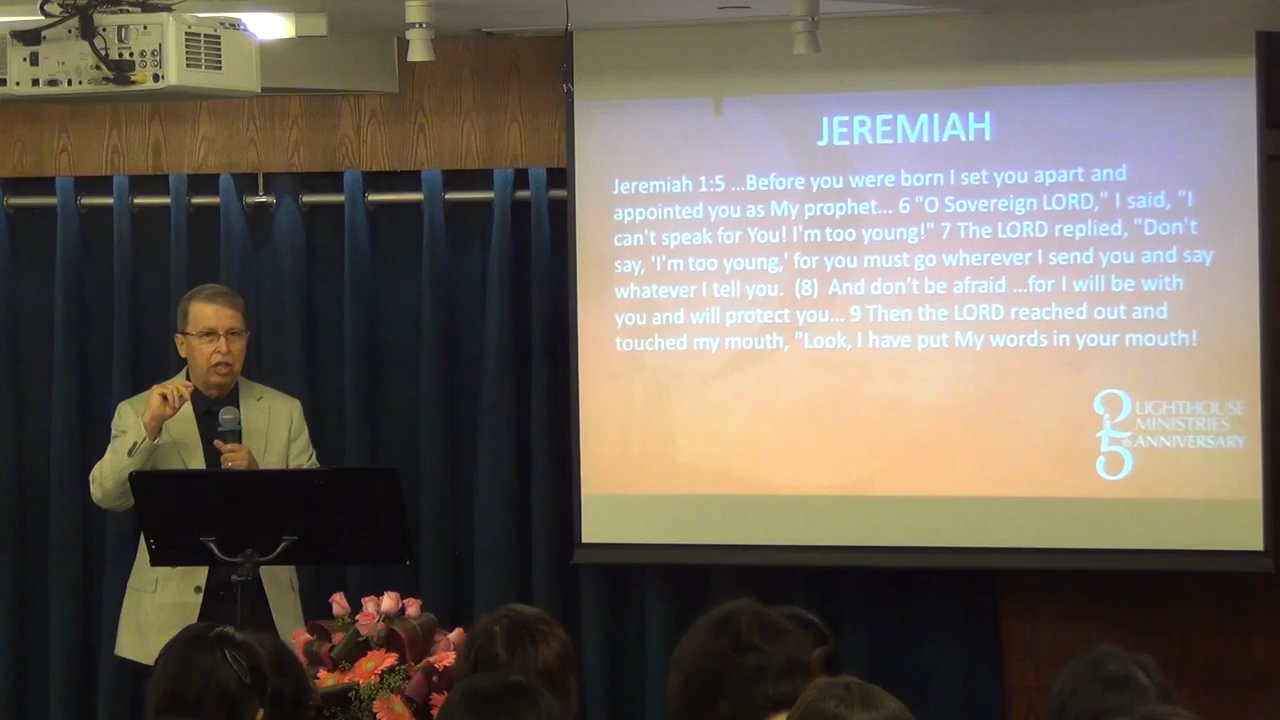 JEREMIAH
Jeremiah 1:5 ...Before you were born I set you apart and
appointed you as My prophet... 6 "O Sovereign LORD," I said, "I
can't speak for You! I'm too young!" 7 The LORD replied, "Don't
say, 'I'm too young,' for you must go wherever I send you and say
whatever I tell you. (8) And don't be afraid ...for I will be with
you and will protect you... 9 Then the LORD reached out and
touched my mouth, "Look, I have put My words in your mouth!
25th
LIGHTHOUSE
MINISTRIES
ANNIVERSARY